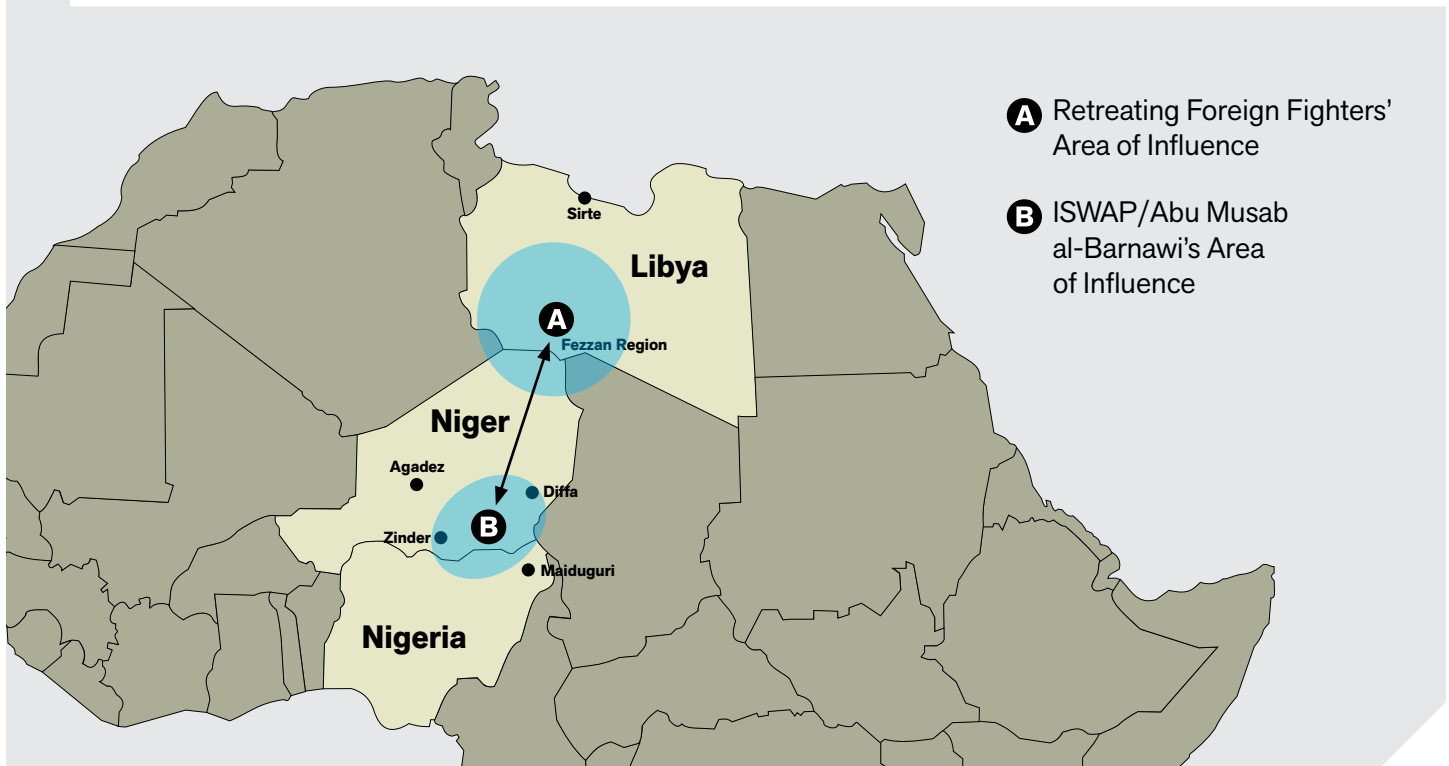 A Retreating Foreign Fighters’
Area of Influence
B ISWAP/Abu Musab
al-Barnawi’s Area
of Influence
Sirte
Libya
A
Fezzan Region
Niger
Agadez
Diffa
B
Zinder
Maiduguri
Nigeria